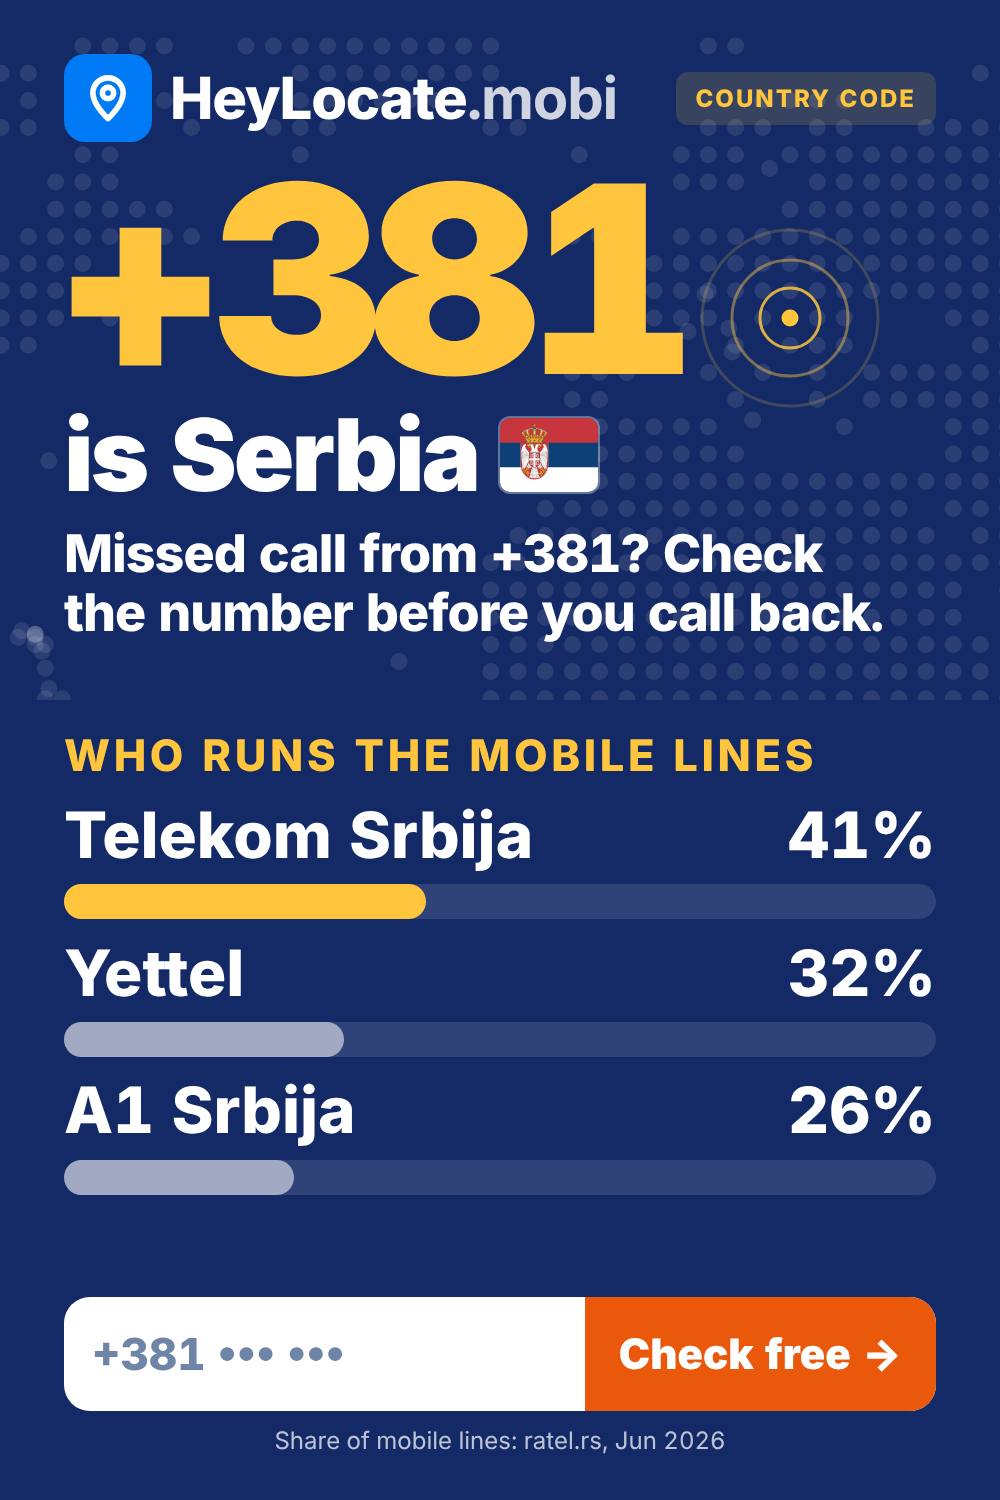 HeyLocate.mobi
COUNTRY CODE
+381
is Serbia
Missed call from +381? Check
the number before you call back.
WHO RUNS THE MOBILE LINES
Telekom Srbija 41%
Yettel 32%
A1 Srbija 26%
+381 ••• •••
Check free →
Share of mobile lines: ratel.rs, Jun 2026